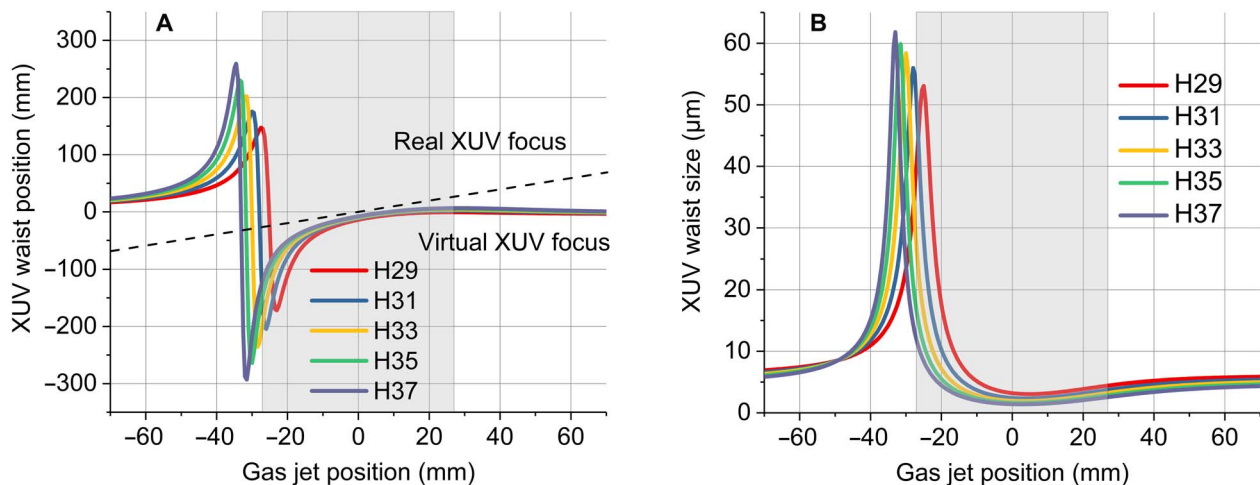 A
XUV waist position (mm)
300
200
100
0
−100
−200
−300
Real XUV focus
Virtual XUV focus
H29
H31
H33
H35
H37
−60
−40
−20
0
20
40
60
Gas jet position (mm)
B
XUV waist size (µm)
60
50
40
30
20
10
0
H29
H31
H33
H35
H37
−60
−40
−20
0
20
40
60
Gas jet position (mm)